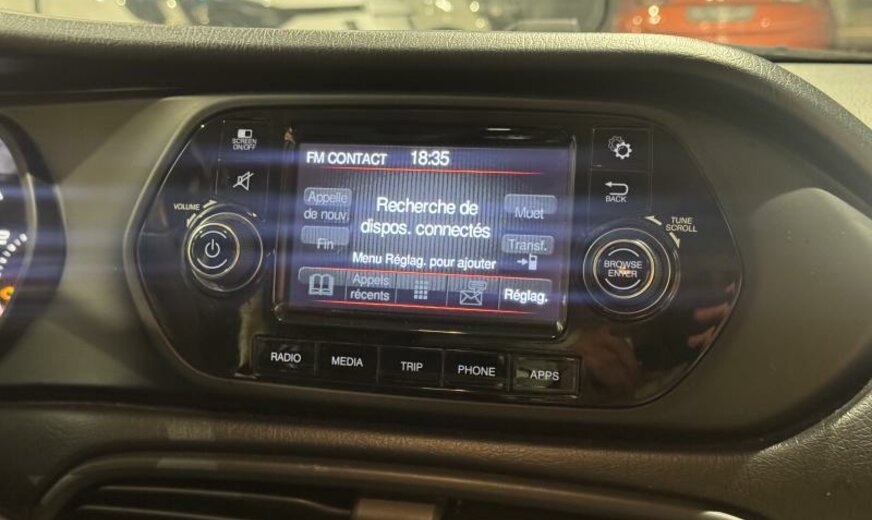 SCREEN
ON/OFF
FM CONTACT 18:35
VOLUME
BACK
TUNE
SCROLL
Appelle
de nouv.
Recherche de
dispos. connectés
Muet
Fin
Transf.
Menu Réglag. pour ajouter
Appels
récents
Réglag.
BROWSE
ENTER
RADIO
MEDIA
TRIP
PHONE
APPS